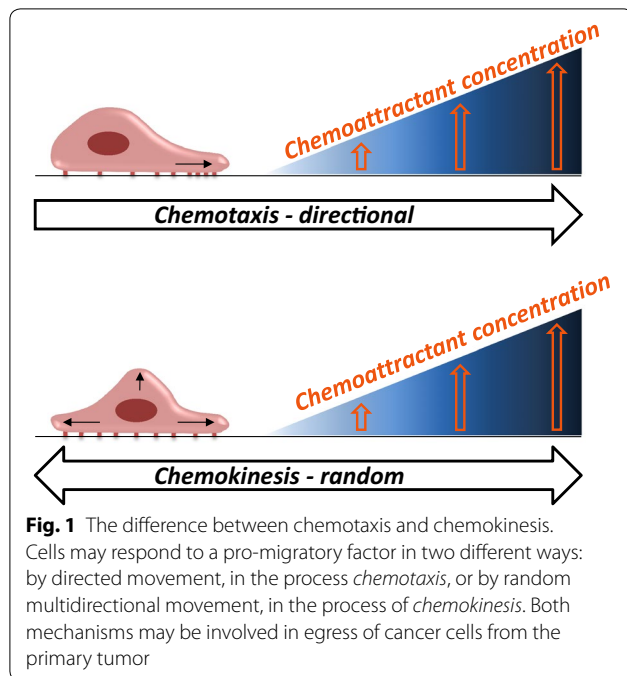 Chemoattractant concentration
Chemotaxis - directional
Chemoattractant concentration
Chemokinesis - random
Fig. 1 The difference between chemotaxis and chemokinesis.
Cells may respond to a pro-migratory factor in two different ways:
by directed movement, in the process chemotaxis, or by random
multidirectional movement, in the process of chemokinesis. Both
mechanisms may be involved in egress of cancer cells from the
primary tumor